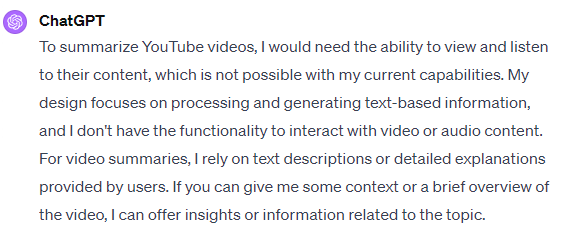 ChatGPT
To summarize YouTube videos, I would need the ability to view and listen
to their content, which is not possible with my current capabilities. My
design focuses on processing and generating text-based information,
and I don't have the functionality to interact with video or audio content.
For video summaries, I rely on text descriptions or detailed explanations
provided by users. If you can give me some context or a brief overview of
the video, I can offer insights or information related to the topic.